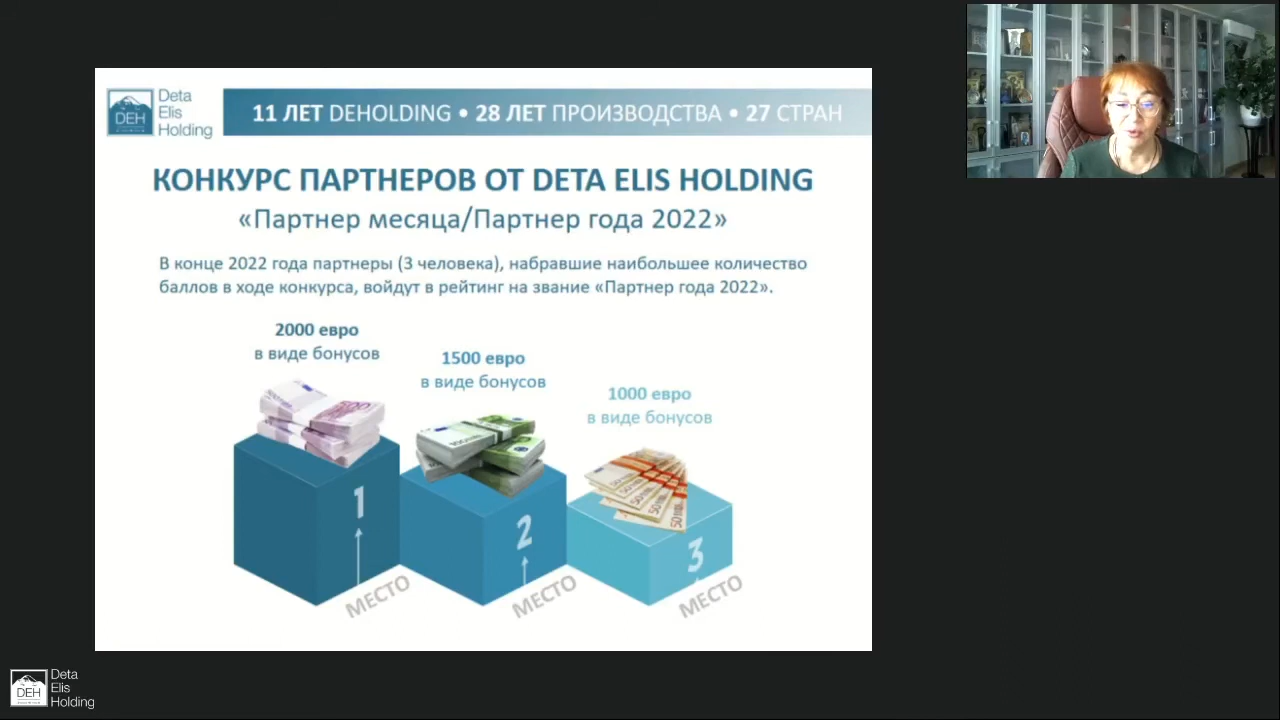 Deta
Elis
Holding
DEH
11 ЛЕТ DEHOLDING • 28 ЛЕТ ПРОИЗВОДСТВА • 27 СТРАН
КОНКУРС ПАРТНЕРОВ ОТ DETA ELIS HOLDING
«Партнер месяца/Партнер года 2022»
В конце 2022 года партнеры (3 человека), набравшие наибольшее количество
баллов в ходе конкурса, войдут в рейтинг на звание «Партнер года 2022».
2000 евро
в виде бонусов
1500 евро
в виде бонусов
1000 евро
в виде бонусов
1
МЕСТО
2
МЕСТО
3
МЕСТО
Deta
Elis
Holding
DEH